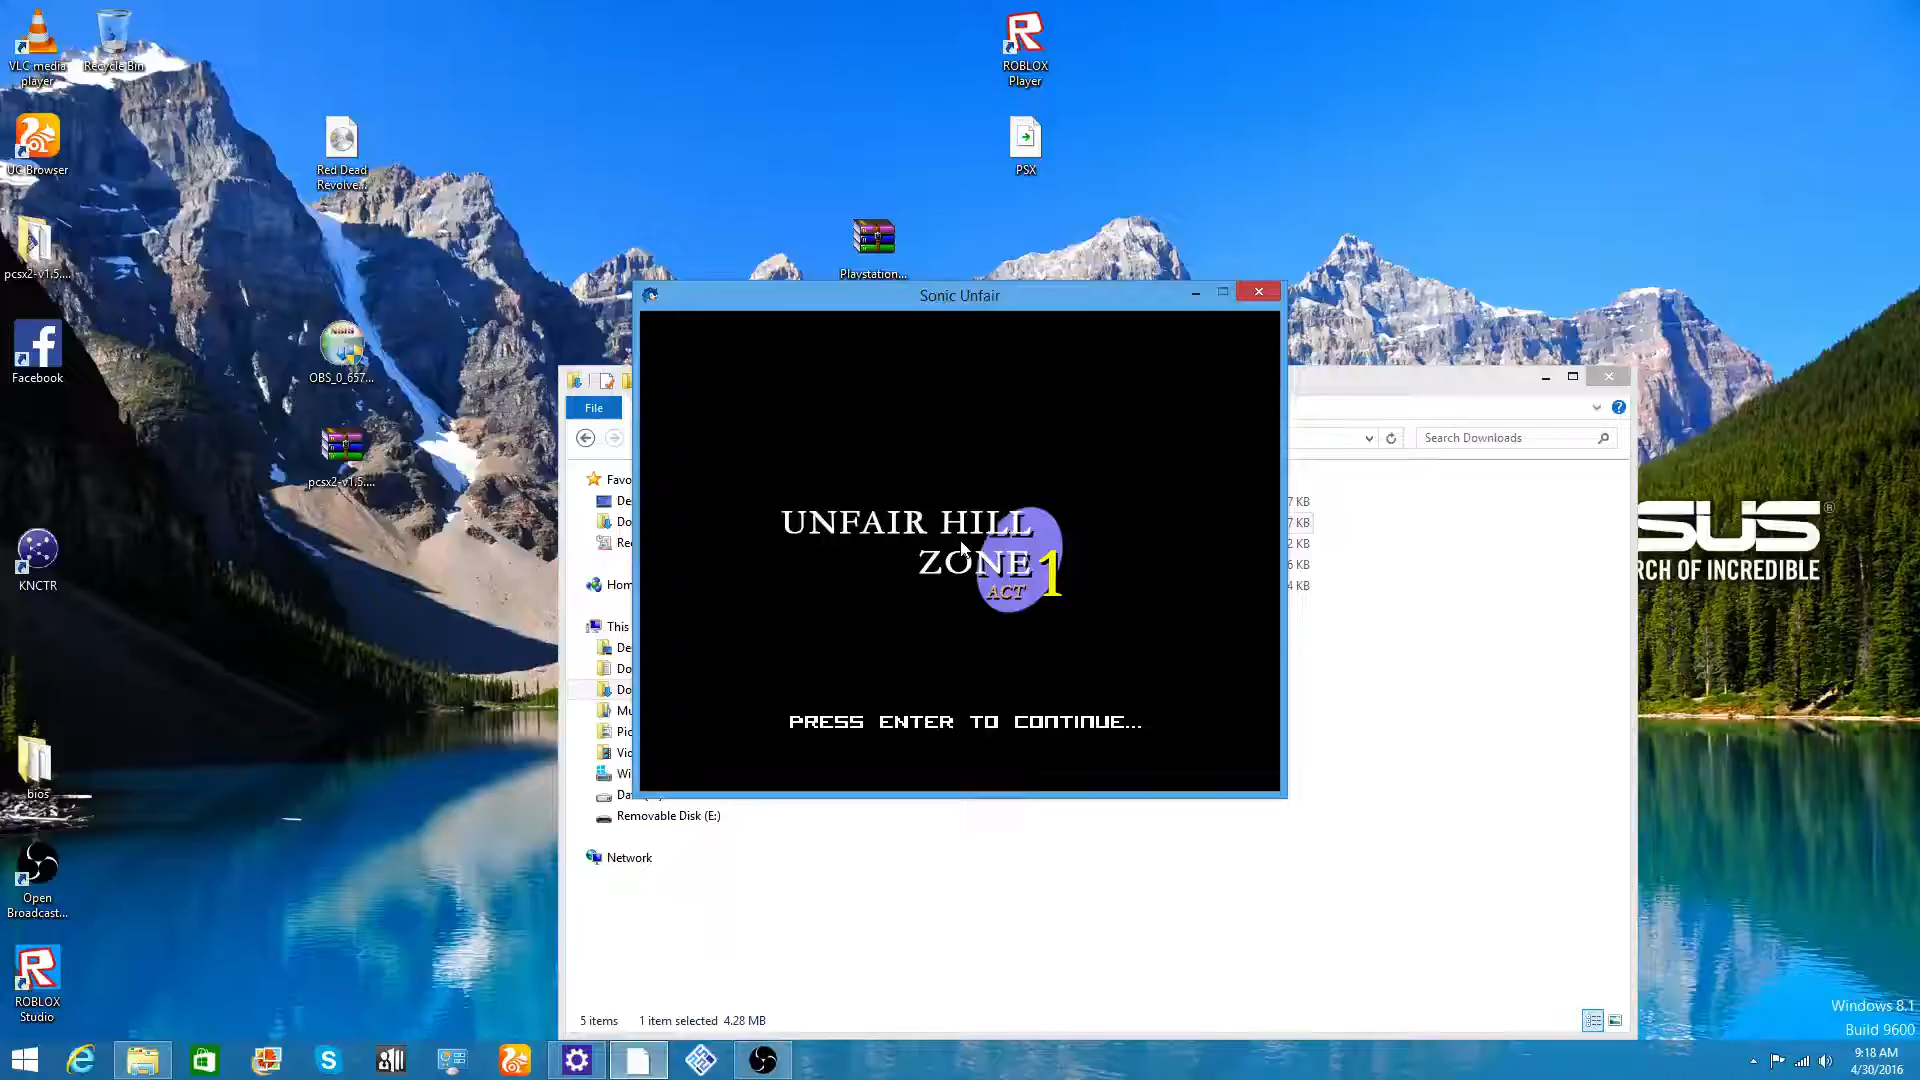 VLC media
player
Recycle Bin
UC Browser
pcsx2-v1.5....
Facebook
KNCTR
bios
Open
Broadcast...
ROBLOX
Studio
Red Dead
Revolve...
OBS_0_657...
pcsx2-v1.5....
ROBLOX
Player
PSX
Playstation...
Sonic Unfair
UNFAIR HILL
ZONE
ACT 1
PRESS ENTER TO CONTINUE...
File
Search Downloads
Favo
De
Do
Re
Hom
This
De
Do
Do
Mu
Pic
Vid
Wi
Da
Removable Disk (E:)
Network
7 KB
7 KB
2 KB
6 KB
4 KB
5 items 1 item selected 4.28 MB
SUS
RCH OF INCREDIBLE
Windows 8.1
Build 9600
9:18 AM
4/30/2016